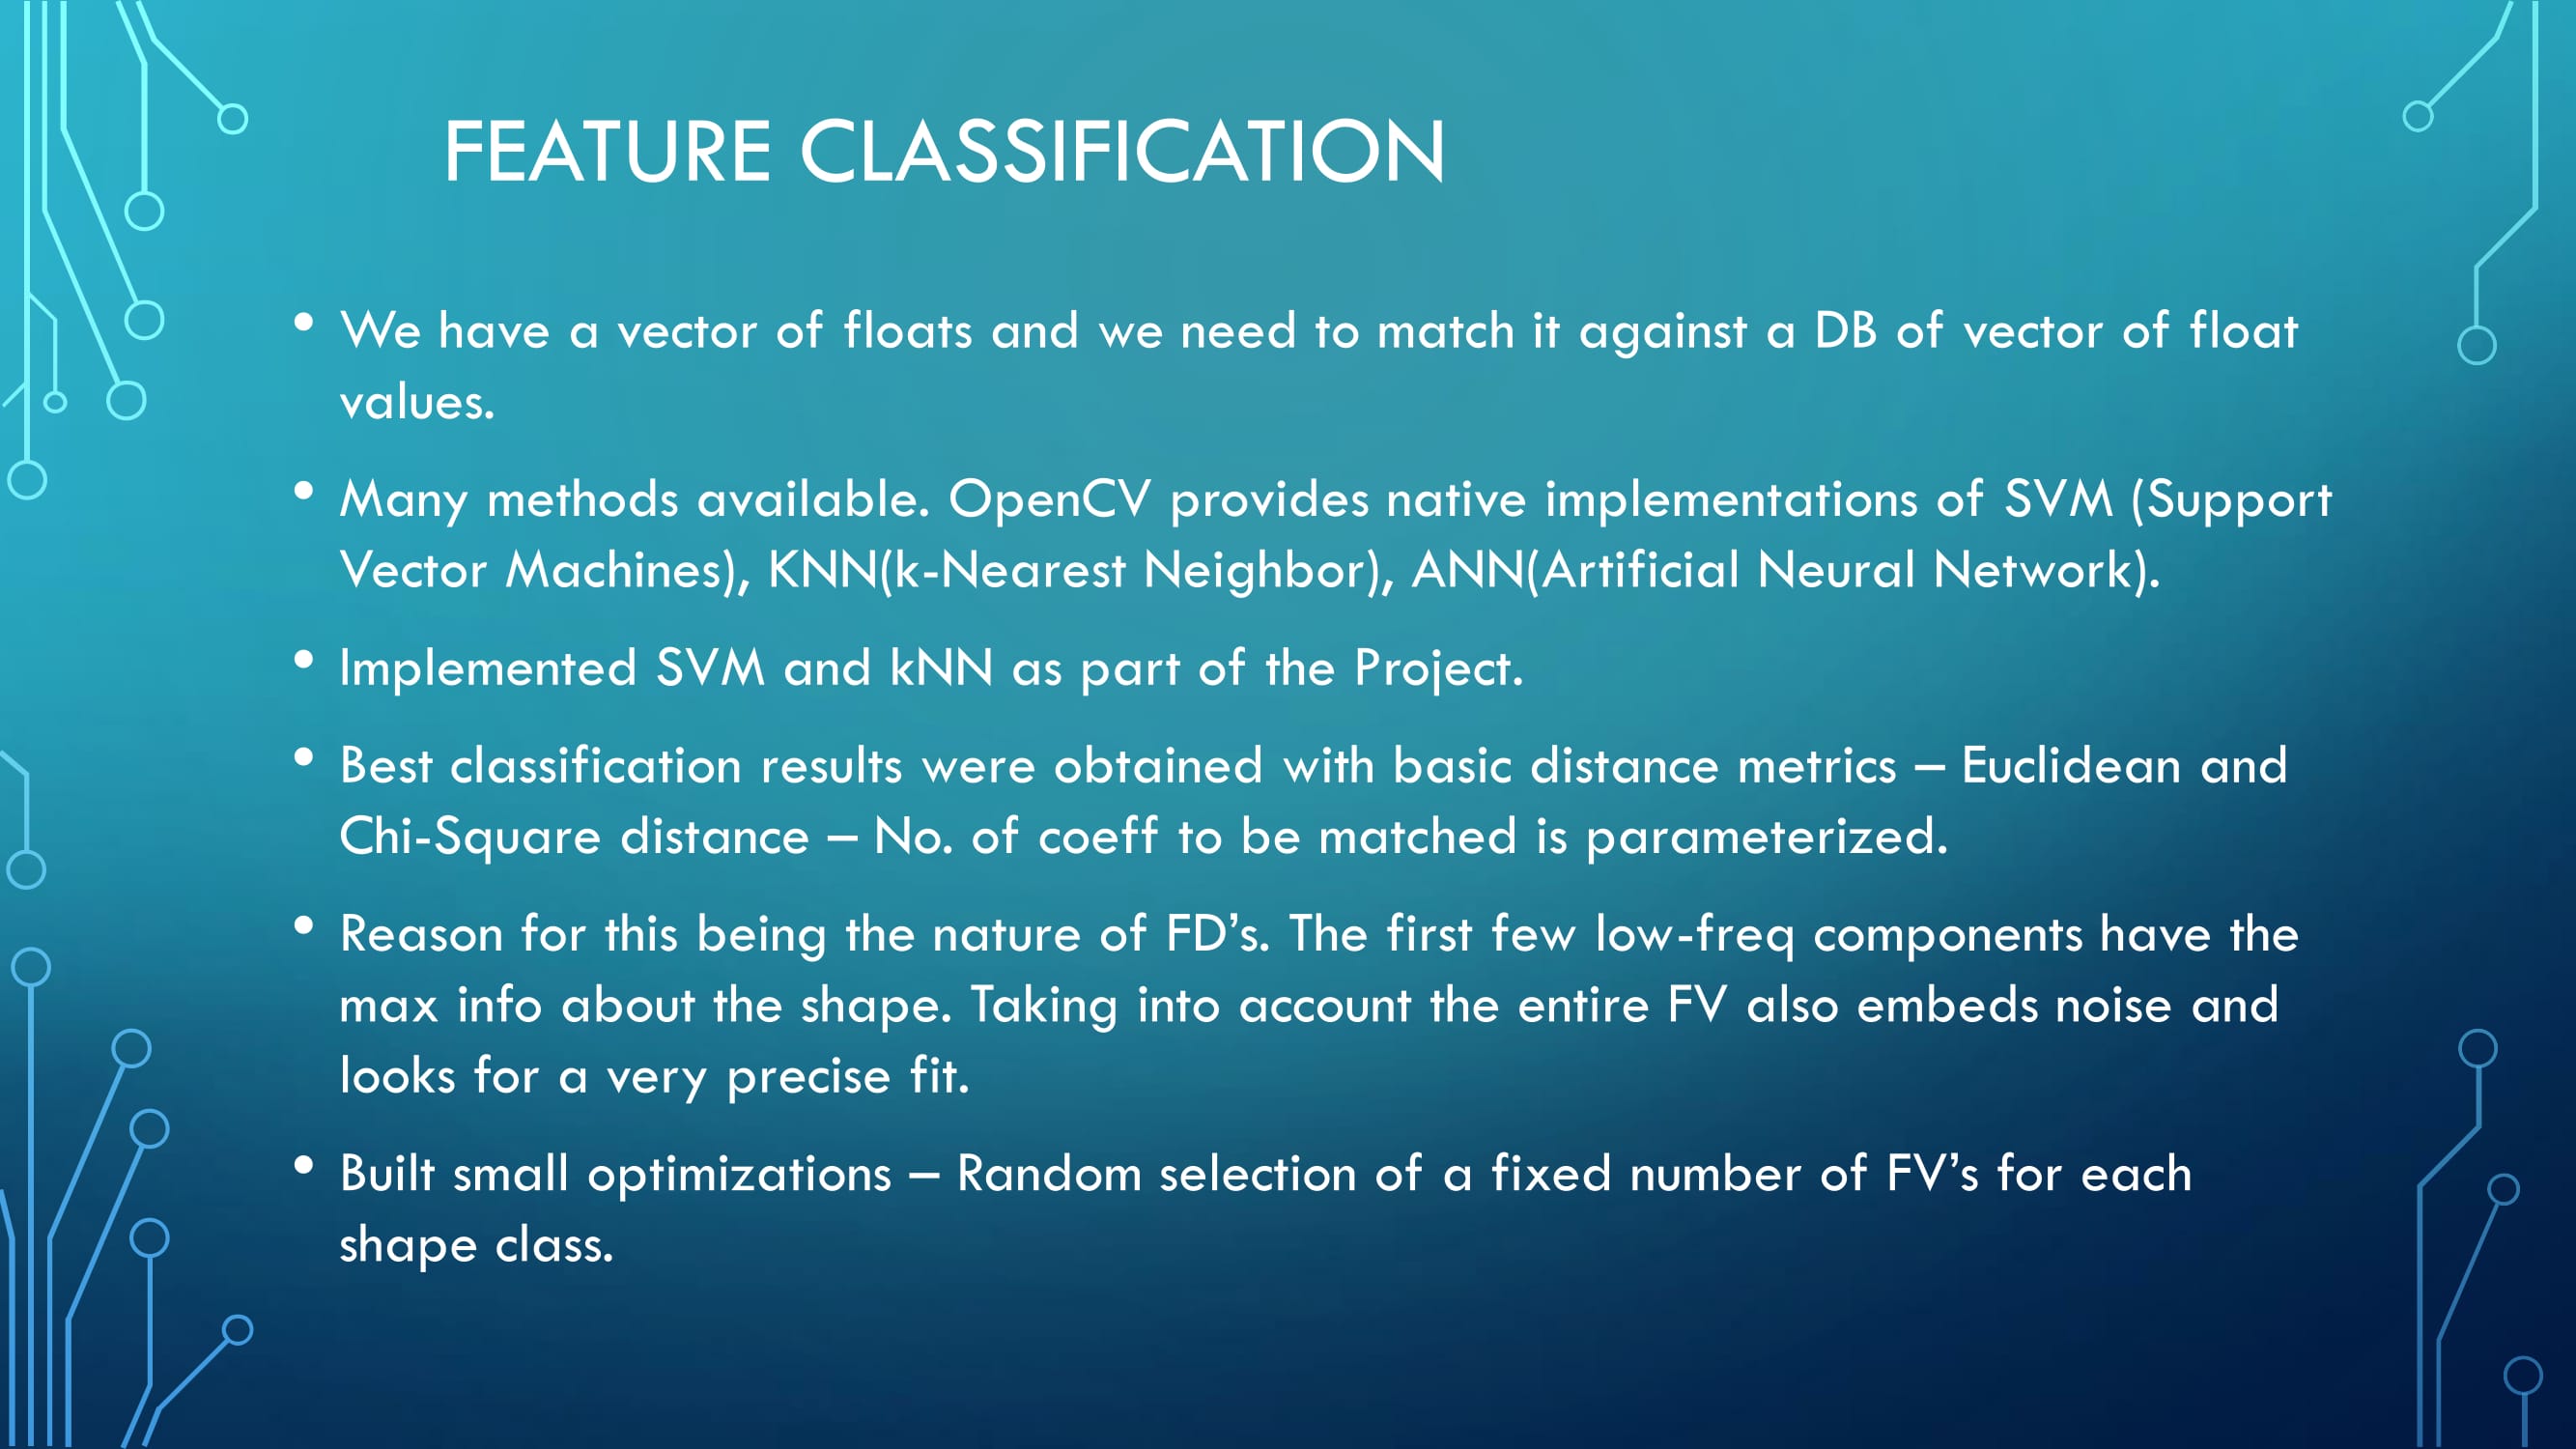 FEATURE CLASSIFICATION
• We have a vector of floats and we need to match it against a DB of vector of float
values.
• Many methods available. OpenCV provides native implementations of SVM (Support
Vector Machines), KNN(k-Nearest Neighbor), ANN(Artificial Neural Network).
• Implemented SVM and kNN as part of the Project.
• Best classification results were obtained with basic distance metrics – Euclidean and
Chi-Square distance – No. of coeff to be matched is parameterized.
• Reason for this being the nature of FD’s. The first few low-freq components have the
max info about the shape. Taking into account the entire FV also embeds noise and
looks for a very precise fit.
• Built small optimizations – Random selection of a fixed number of FV’s for each
shape class.